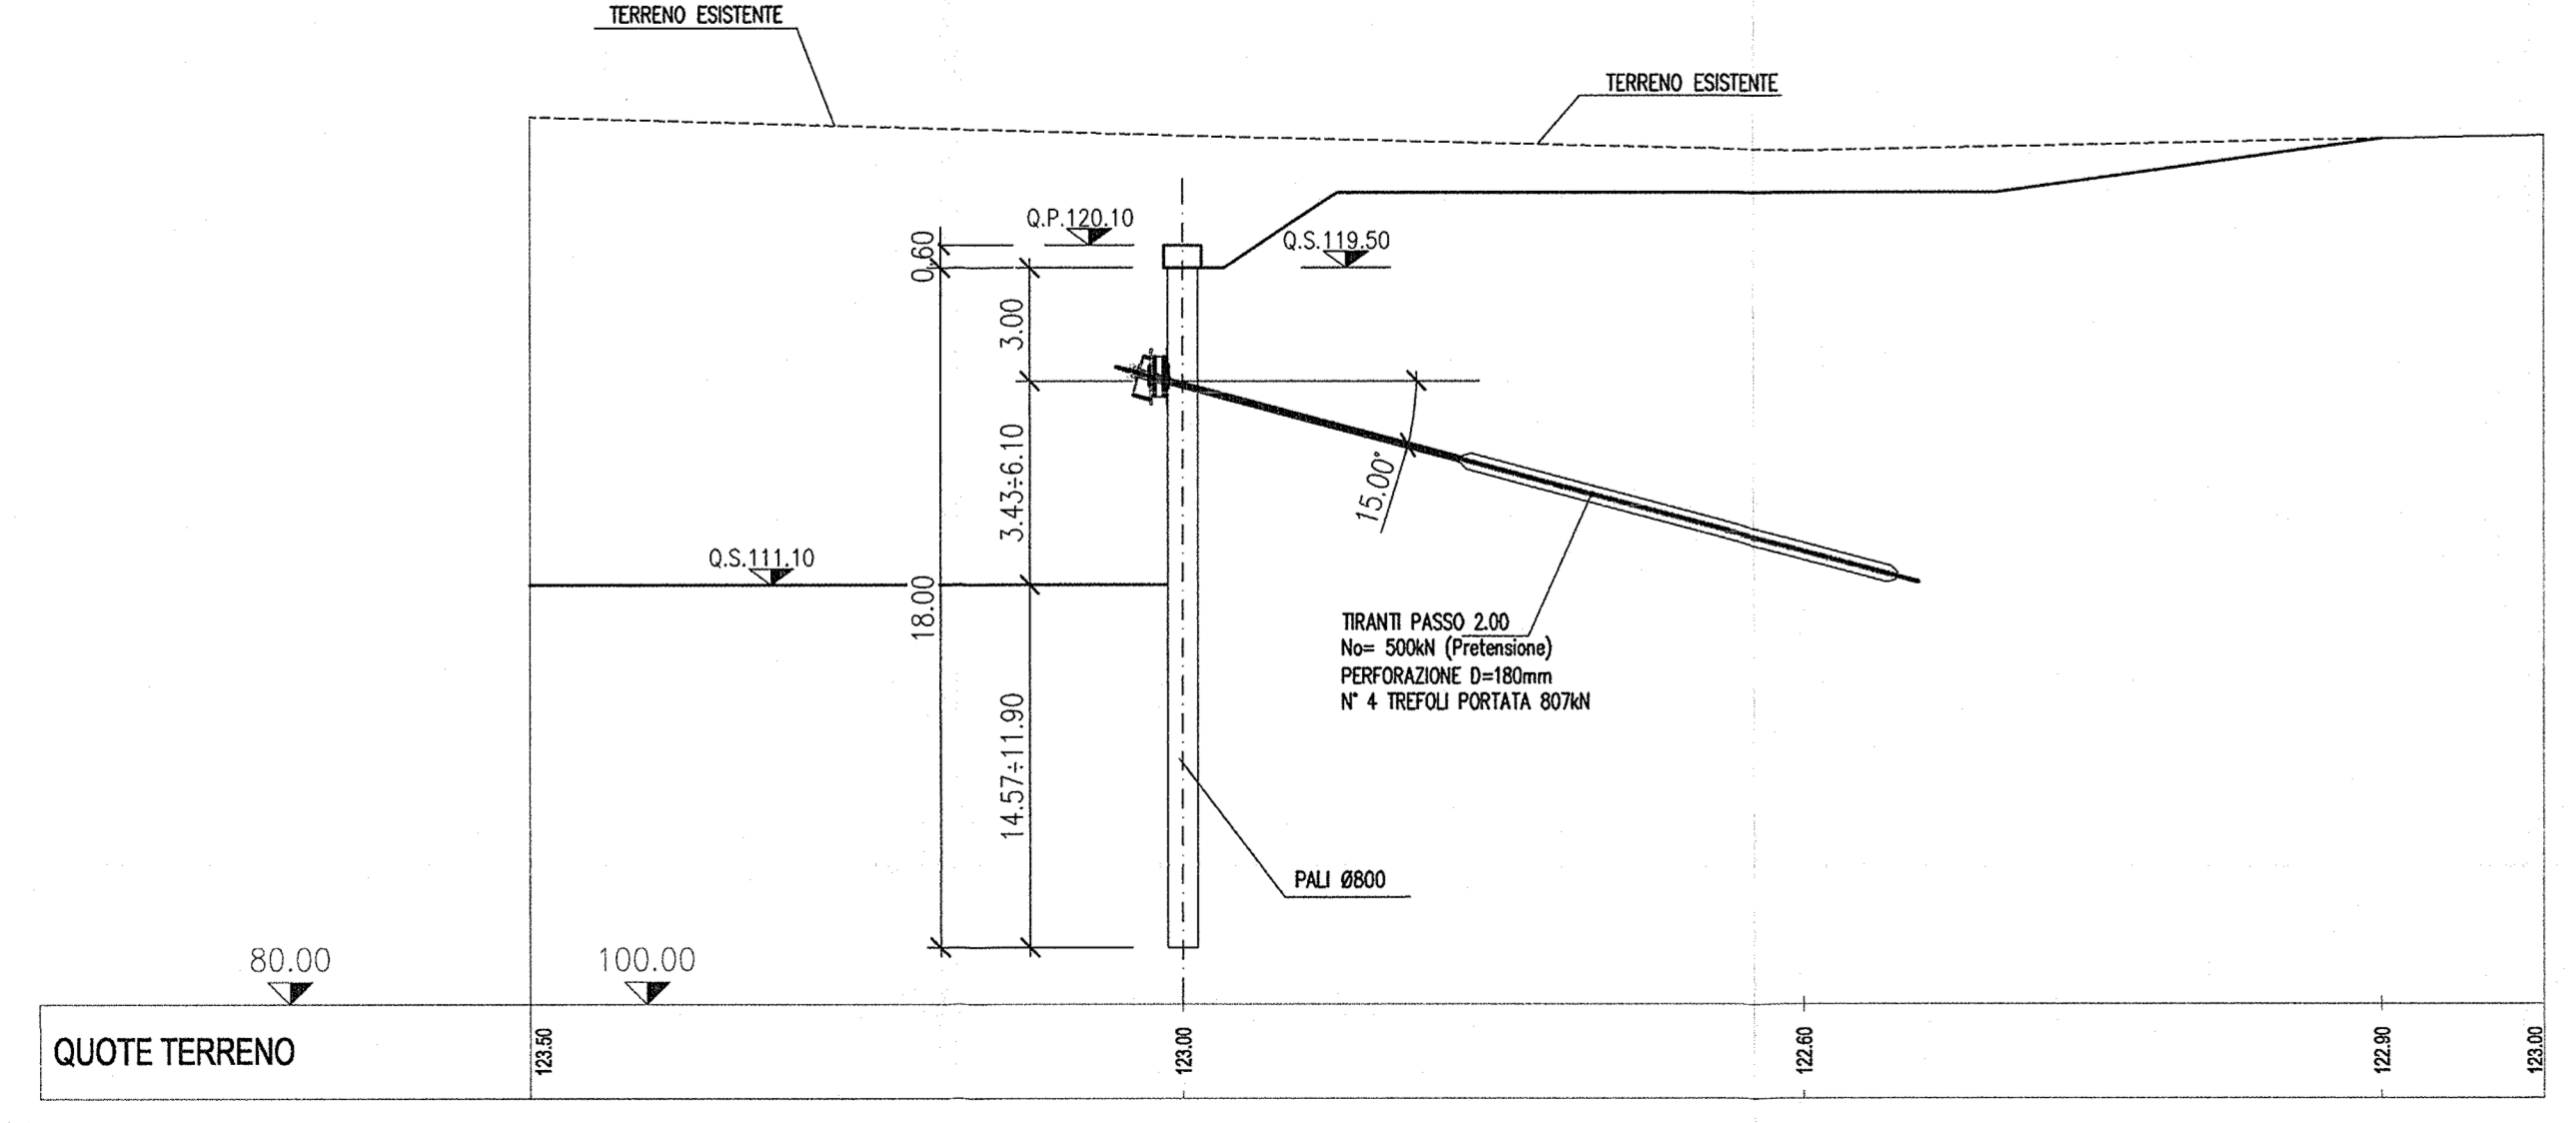 TERRENO ESISTENTE
TERRENO ESISTENTE
Q.P.120.10
Q.S.119.50
0.60
3.00
3.43÷6.10
15.00°
Q.S.111.10
18.00
TIRANTI PASSO 2.00
No= 500kN (Pretensione)
PERFORAZIONE D=180mm
N° 4 TREFOLI PORTATA 807kN
14.57÷11.90
PALI Ø800
80.00
100.00
QUOTE TERRENO
123.50
123.00
122.60
122.90
123.00